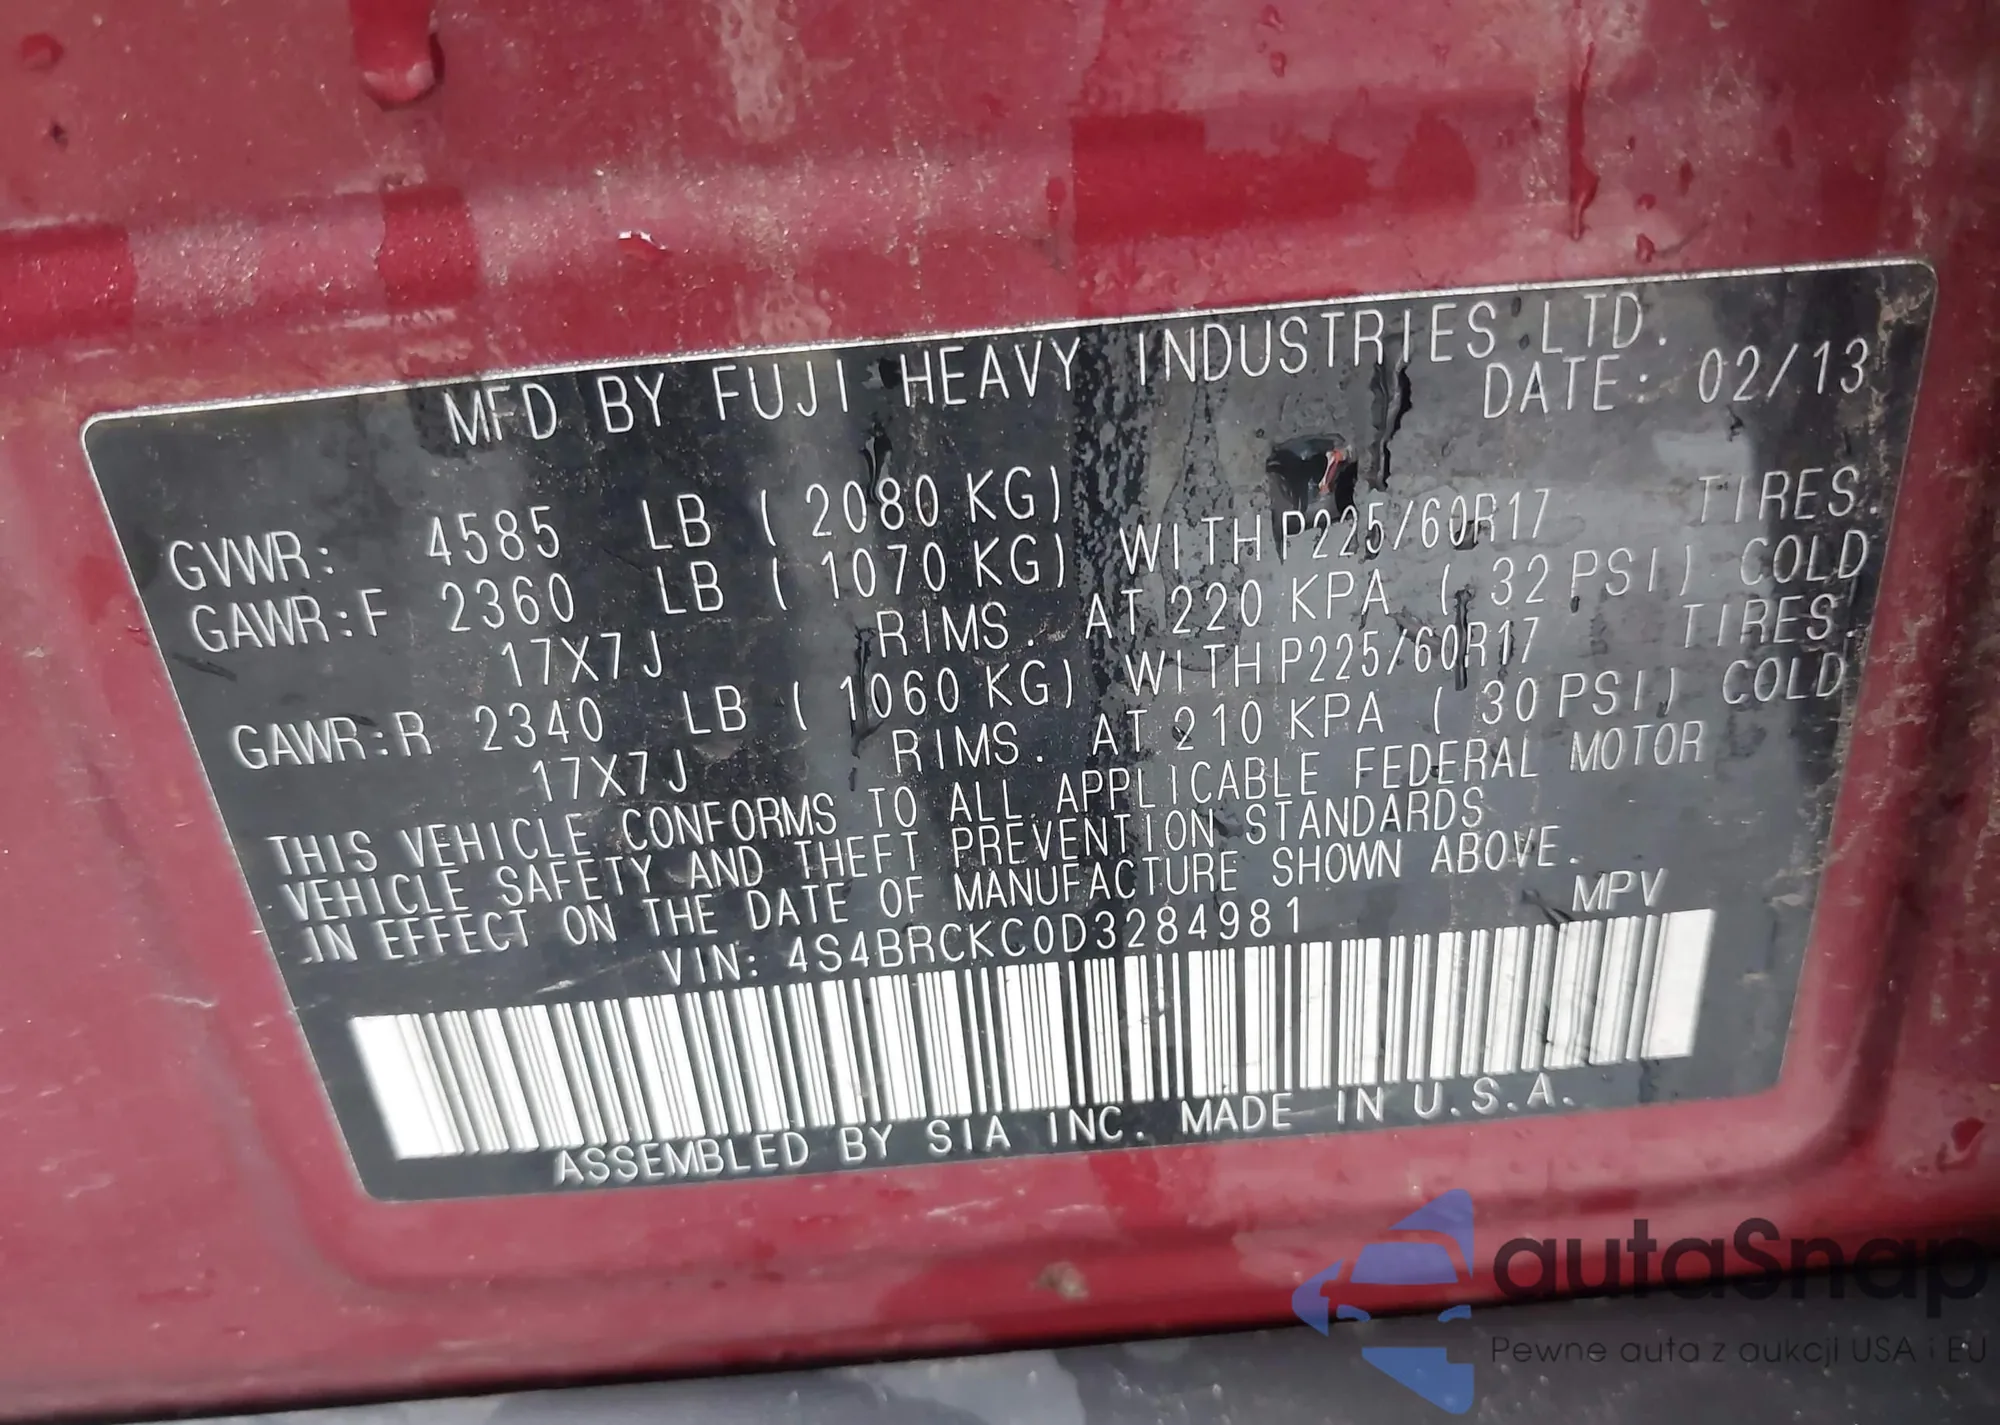 MFD BY FUJI HEAVY INDUSTRIES LTD.
DATE: 02/13
GVWR: 4585 LB ( 2080 KG)
GAWR:F 2360 LB ( 1070 KG) WITH P225/60R17 TIRES.
17X7J RIMS. AT 220 KPA ( 32 PSI) COLD
GAWR:R 2340 LB ( 1060 KG) WITH P225/60R17 TIRES.
17X7J RIMS. AT 210 KPA ( 30 PSI) COLD
THIS VEHICLE CONFORMS TO ALL APPLICABLE FEDERAL MOTOR
VEHICLE SAFETY AND THEFT PREVENTION STANDARDS
IN EFFECT ON THE DATE OF MANUFACTURE SHOWN ABOVE.
VIN: 4S4BRCKC0D3284981 MPV
ASSEMBLED BY SIA INC. MADE IN U.S.A.
autaSnap
Pewne auta z aukcji USA i EU